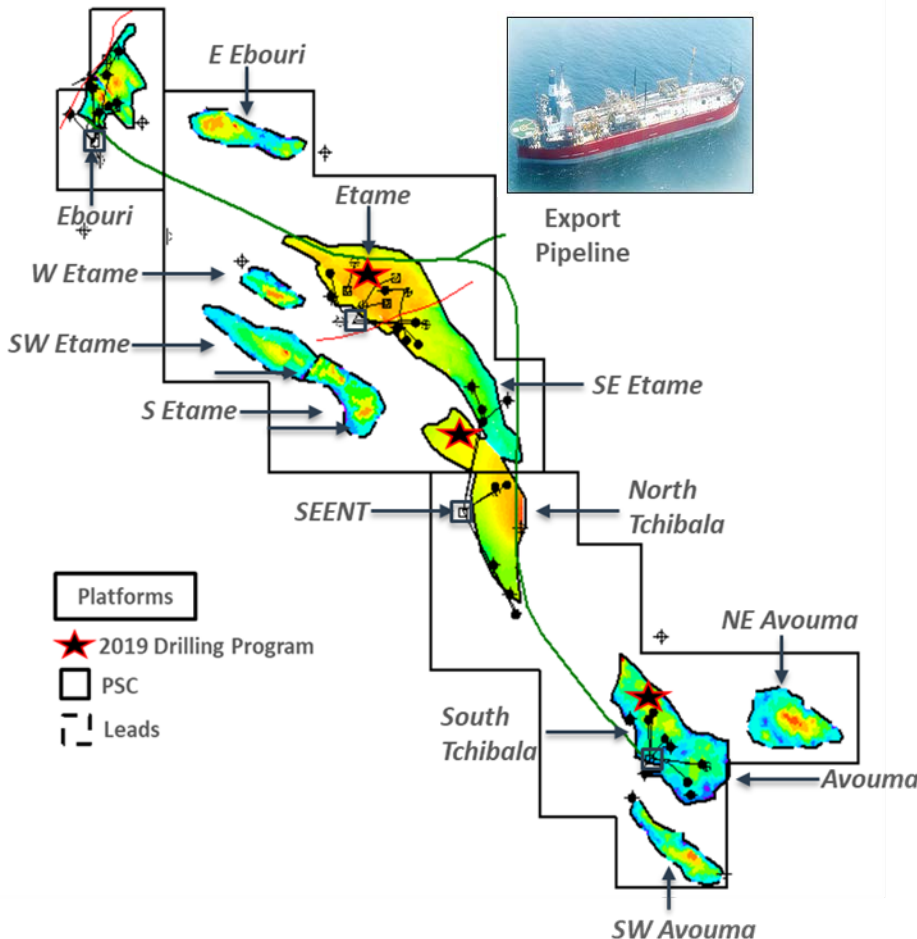 E Ebouri
Etame
Export
Pipeline
Ebouri
W Etame
SW Etame
SE Etame
S Etame
SEENT
North
Tchibala
Platforms
2019 Drilling Program
PSC
Leads
NE Avouma
South
Tchibala
Avouma
SW Avouma